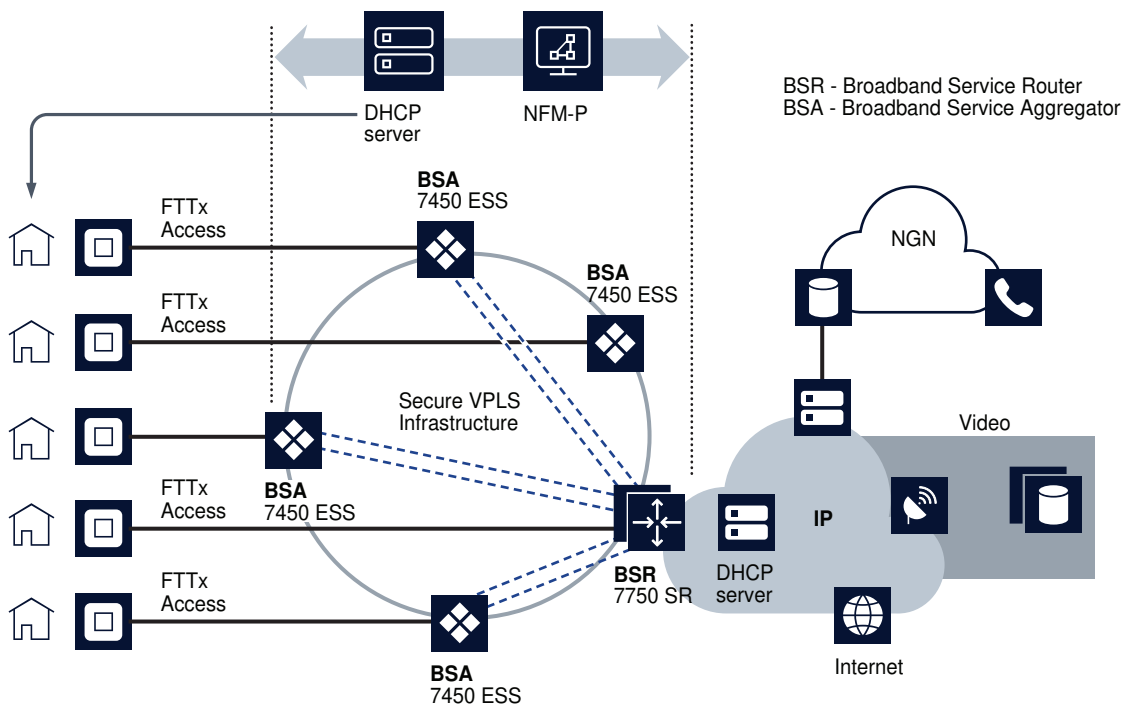 DHCP
server
NFM-P
BSR - Broadband Service Router
BSA - Broadband Service Aggregator
BSA
7450 ESS
FTTx
Access
NGN
BSA
7450 ESS
FTTx
Access
Secure VPLS
Infrastructure
Video
BSA
7450 ESS
FTTx
Access
IP
BSR
7750 SR
DHCP
server
FTTx
Access
Internet
BSA
7450 ESS